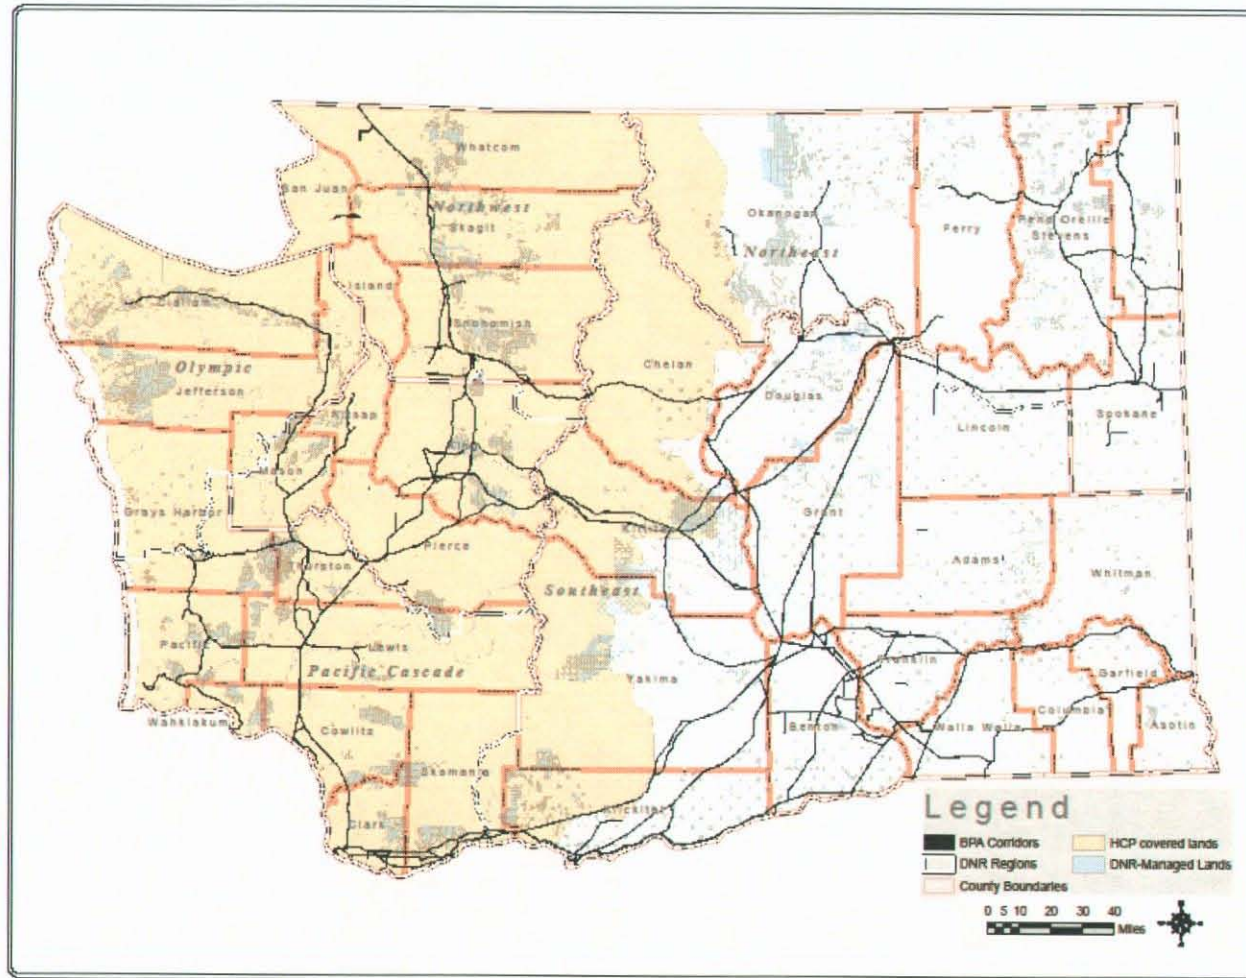 Whatcom
San Juan
Northwest
Skagit
Okanogan
Northeast
Ferry
Pend Oreille
Stevens
Island
Clallam
Snohomish
Olympic
Jefferson
Chelan
Douglas
Kitsap
Lincoln
Spokane
King
Mason
Grays Harbor
Grant
Kittitas
Pierce
Thurston
Adams
Whitman
Southeast
Pacific
Lewis
Franklin
Pacific Cascade
Yakima
Garfield
Columbia
Wahkiakum
Cowlitz
Benton
Walla Walla
Asotin
Skamania
Klickitat
Clark
Legend
BPA Corridors
HCP covered lands
DNR Regions
DNR-Managed Lands
County Boundaries
0 5 10 20 30 40
Miles